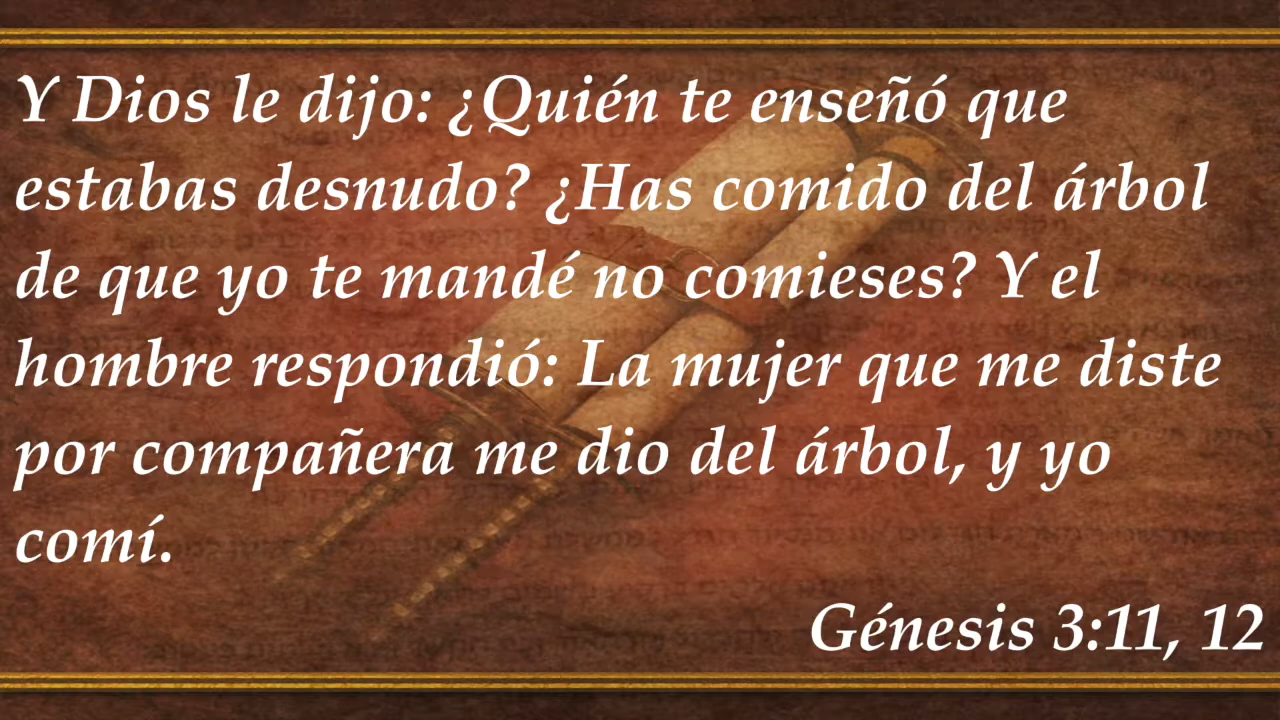 Y Dios le dijo: ¿Quién te enseñó que
estabas desnudo? ¿Has comido del árbol
de que yo te mandé no comieses? Y el
hombre respondió: La mujer que me diste
por compañera me dio del árbol, y yo
comí.
Génesis 3:11, 12